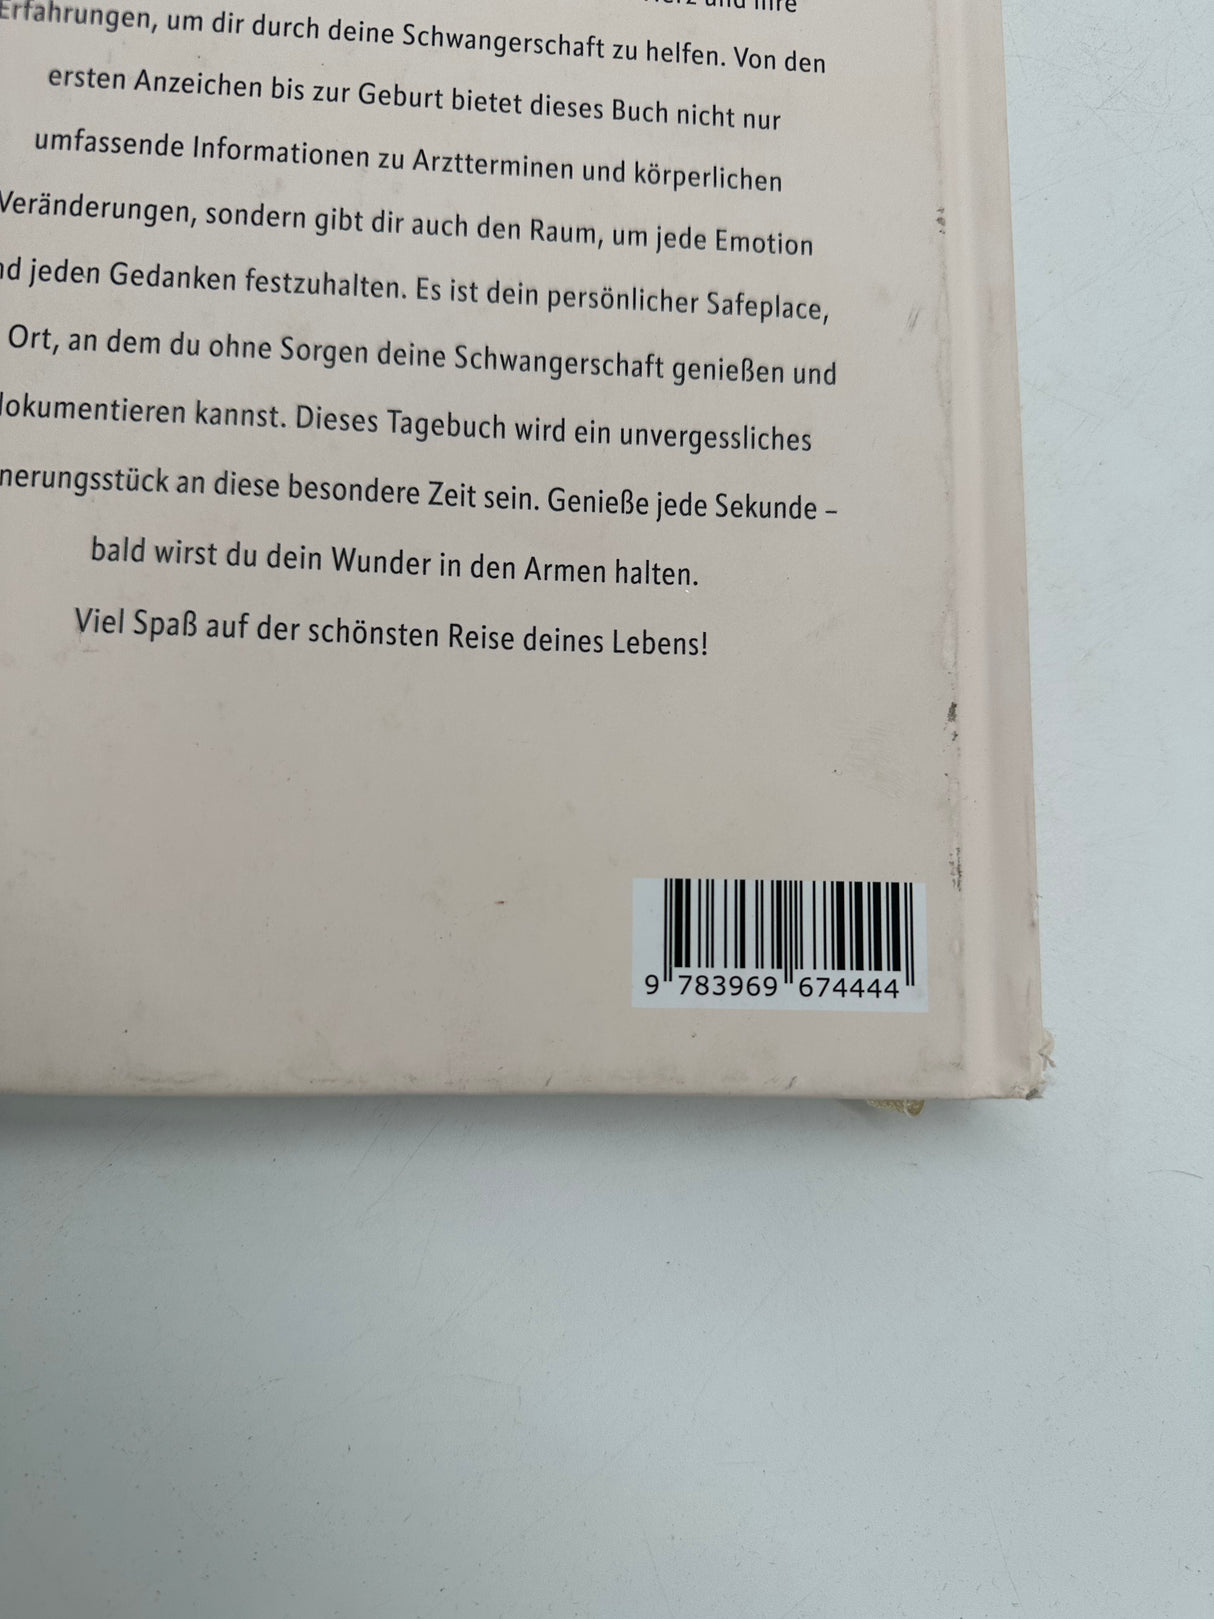 und ihre
Erfahrungen, um dir durch deine Schwangerschaft zu helfen. Von den
ersten Anzeichen bis zur Geburt bietet dieses Buch nicht nur
umfassende Informationen zu Arztterminen und körperlichen
Veränderungen, sondern gibt dir auch den Raum, um jede Emotion
nd jeden Gedanken festzuhalten. Es ist dein persönlicher Safeplace,
Ort, an dem du ohne Sorgen deine Schwangerschaft genießen und
dokumentieren kannst. Dieses Tagebuch wird ein unvergessliches
nerungsstück an diese besondere Zeit sein. Genieße jede Sekunde –
bald wirst du dein Wunder in den Armen halten.
Viel Spaß auf der schönsten Reise deines Lebens!
9 783969 674444